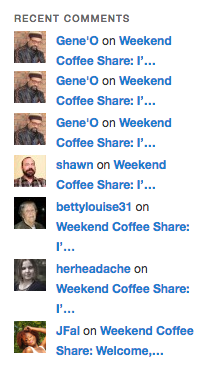 RECENT COMMENTS
Gene'O on Weekend
Coffee Share: I’…
Gene'O on Weekend
Coffee Share: I’…
Gene'O on Weekend
Coffee Share: I’…
shawn on Weekend
Coffee Share: I’…
bettylouise31 on
Weekend Coffee Share:
I’…
herheadache on
Weekend Coffee Share:
I’…
JFal on Weekend Coffee
Share: Welcome,…